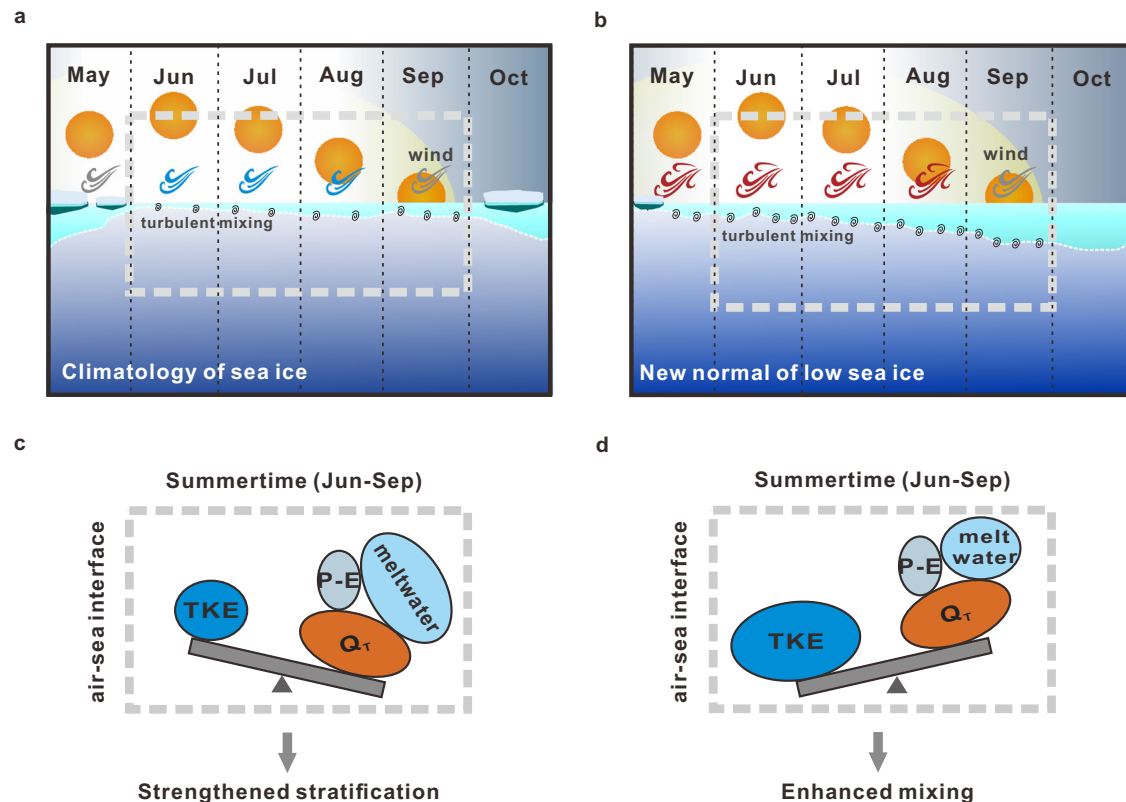 a
May Jun Jul Aug Sep Oct
wind
turbulent mixing
Climatology of sea ice
b
May Jun Jul Aug Sep Oct
wind
turbulent mixing
New normal of low sea ice
c
Summertime (Jun-Sep)
air-sea interface
TKE
P-E
meltwater
QT
Strengthened stratification
d
Summertime (Jun-Sep)
air-sea interface
TKE
P-E
melt
water
QT
Enhanced mixing